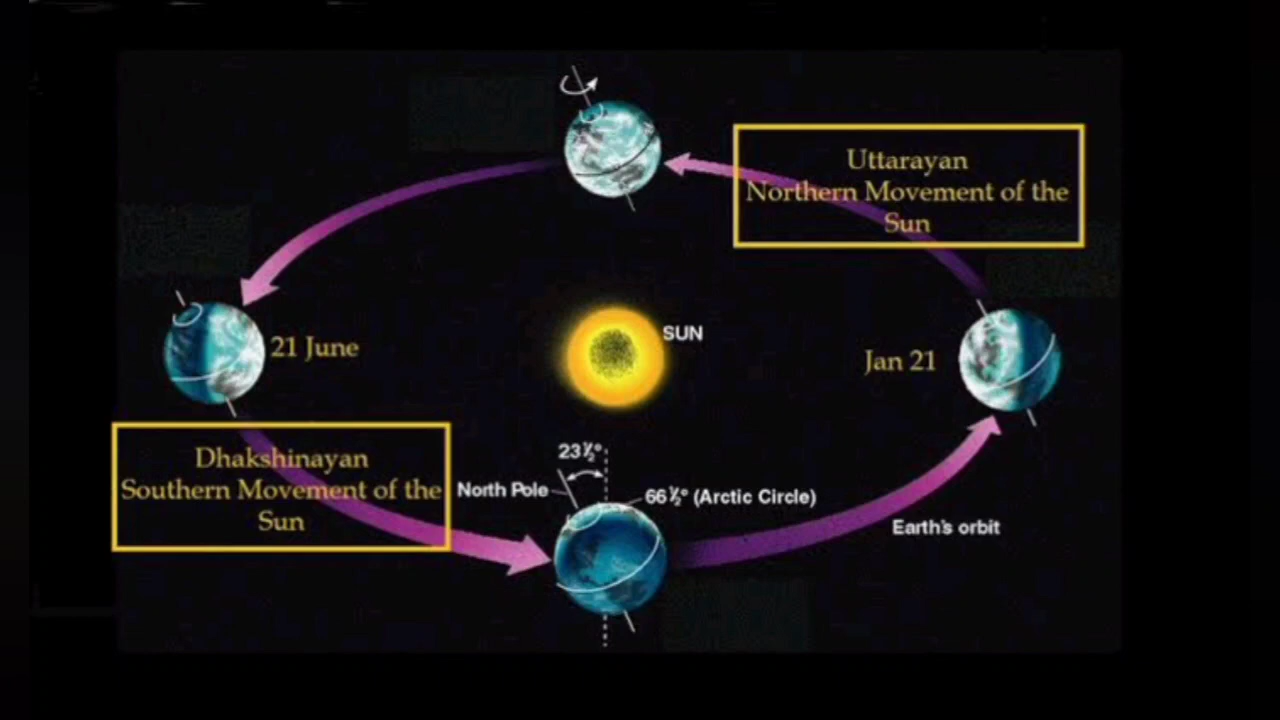 Uttarayan
Northern Movement of the
Sun
SUN
21 June
Jan 21
Dhakshinayan
Southern Movement of the
Sun
23½°
North Pole
66½° (Arctic Circle)
Earth's orbit